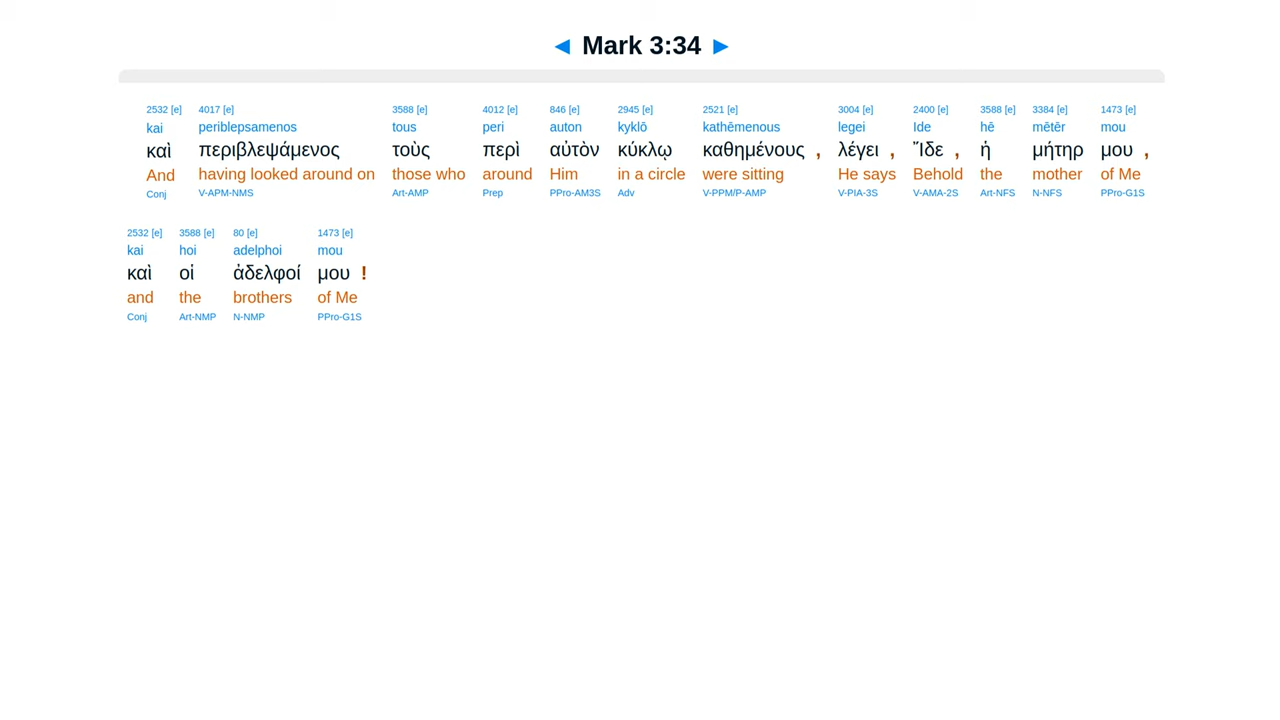 ◄ Mark 3:34 ►
2532 [e] 4017 [e] 3588 [e] 4012 [e] 846 [e] 2945 [e] 2521 [e] 3004 [e] 2400 [e] 3588 [e] 3384 [e] 1473 [e]
kai periblepsamenos tous peri auton kyklō kathēmenous legei Ide hē mētēr mou
καὶ περιβλεψάμενος τοὺς περὶ αὐτὸν κύκλῳ καθημένους , λέγει , Ἴδε , ἡ μήτηρ μου ,
And having looked around on those who around Him in a circle were sitting He says Behold the mother of Me
Conj V-APM-NMS Art-AMP Prep PPro-AM3S Adv V-PPM/P-AMP V-PIA-3S V-AMA-2S Art-NFS N-NFS PPro-G1S
2532 [e] 3588 [e] 80 [e] 1473 [e]
kai hoi adelphoi mou
καὶ οἱ ἀδελφοί μου !
and the brothers of Me
Conj Art-NMP N-NMP PPro-G1S